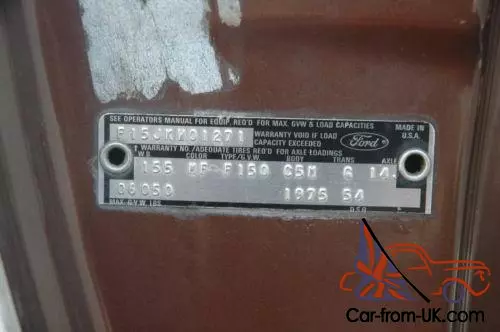 SEE OPERATORS MANUAL FOR EQUIP. REQ'D FOR MAX. GVW & LOAD CAPACITIES
MADE IN U.S.A.
F15JKW01271 WARRANTY VOID IF LOAD CAPACITY EXCEEDED
Ford
† WARRANTY NO./ADEQUATE TIRES REQ'D FOR AXLE LOADINGS
W B COLOR TYPE/G.V.W. BODY TRANS AXLE
155 F150 C5M G 14
06050 1875 54
MAX. G.V.W. LBS. D.S.O.
Car-from-UK.com